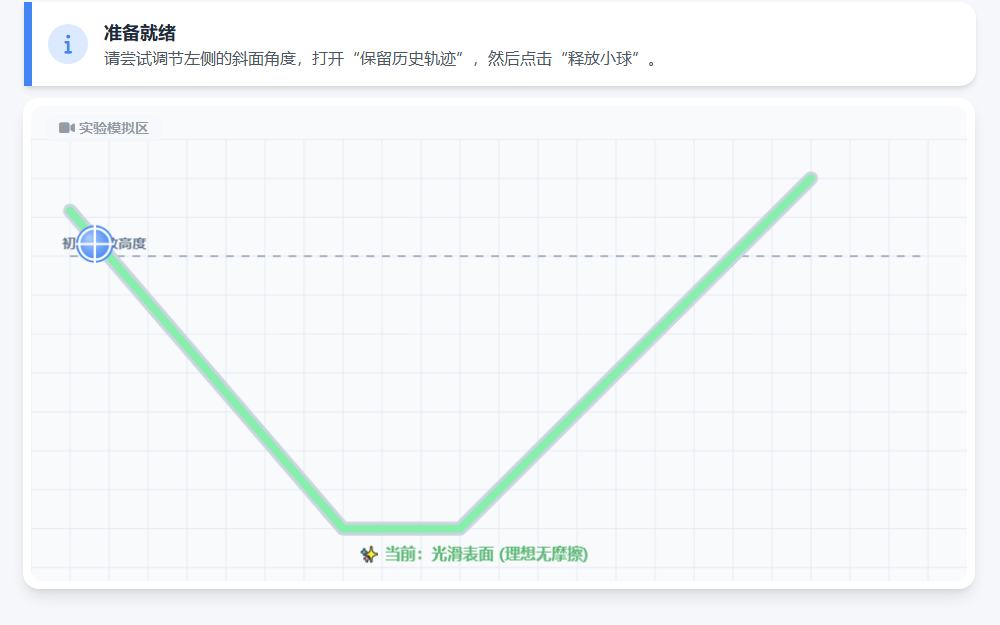 准备就绪
请尝试调节左侧的斜面角度，打开“保留历史轨迹”，然后点击“释放小球”。
实验模拟区
初 高度
当前：光滑表面 (理想无摩擦)